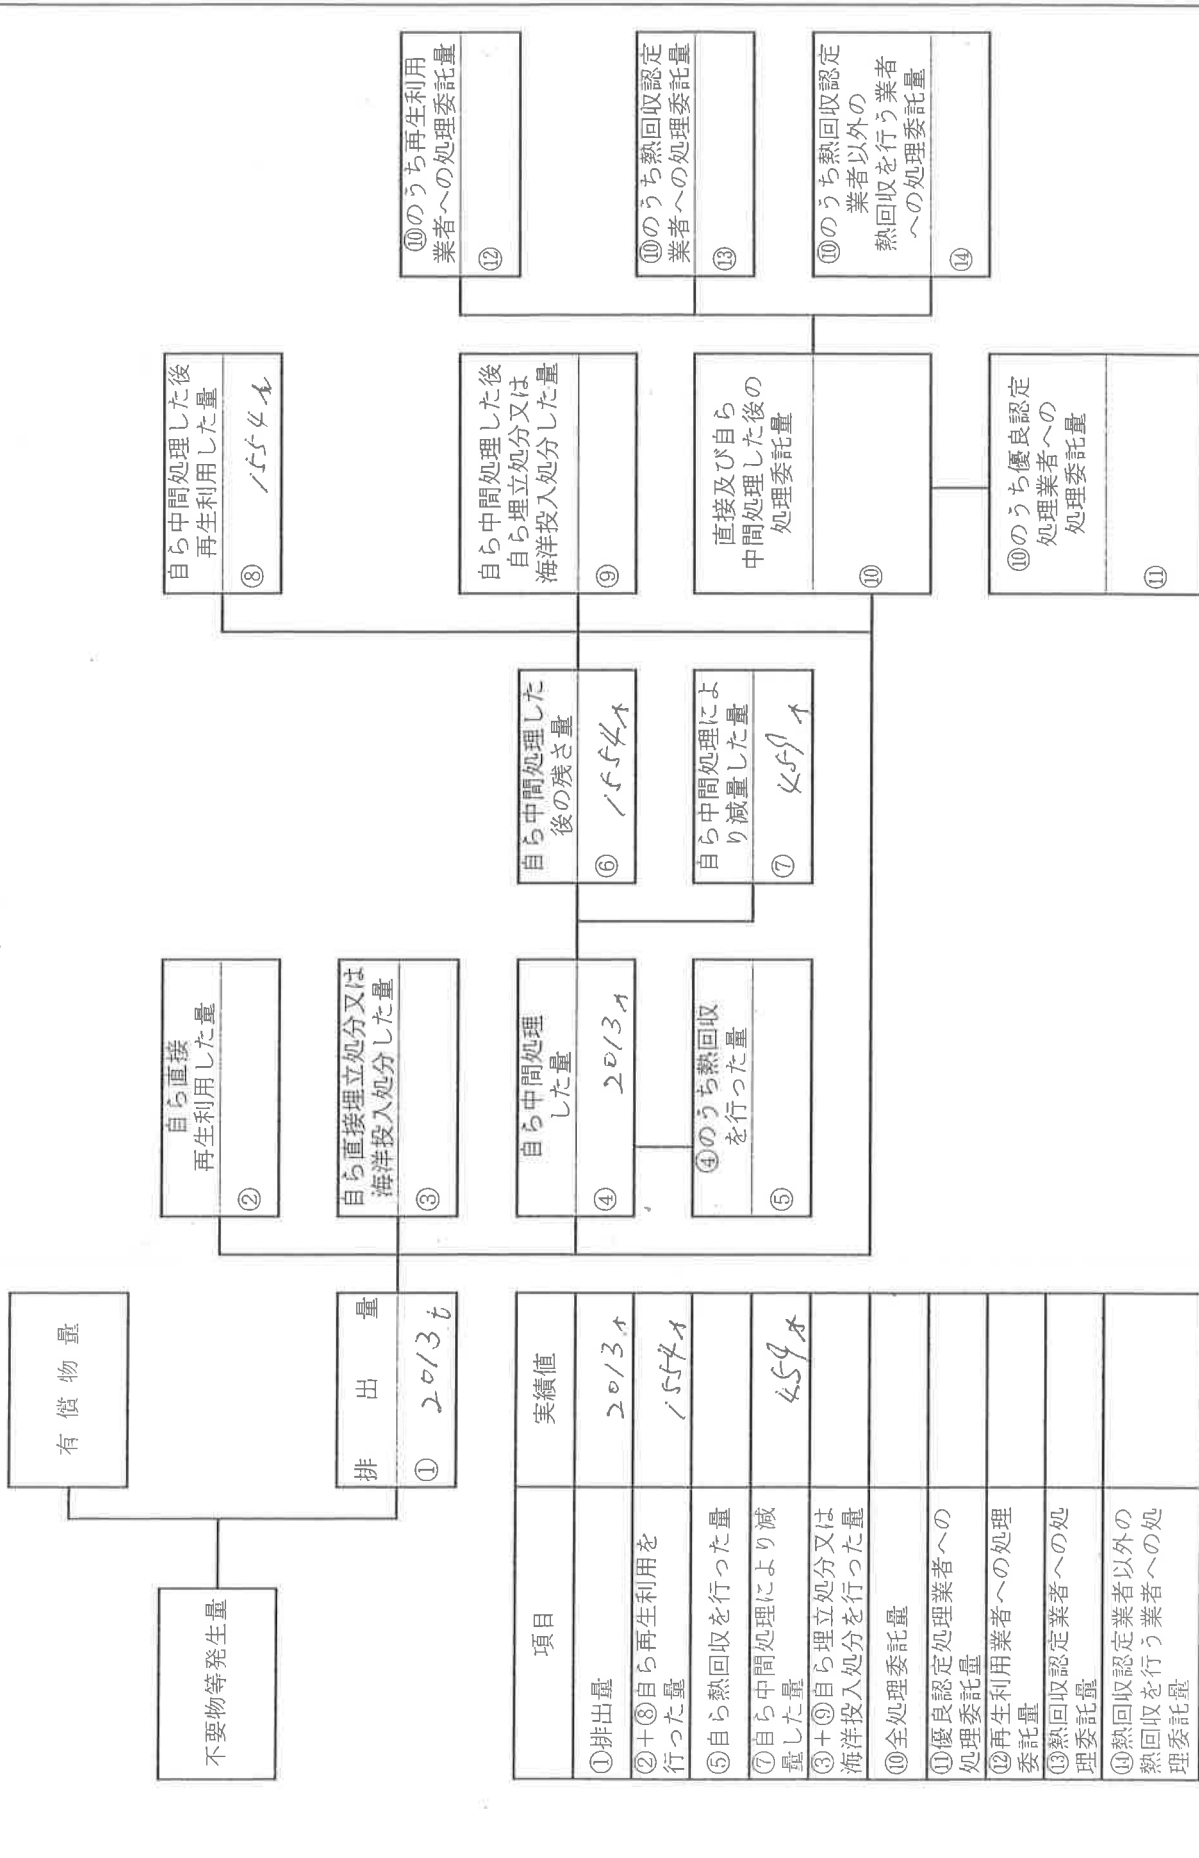 不要物等発生量
有償物量
排出量
① 2013t
自ら直接
再生利用した量
②
自ら直接埋立処分又は
海洋投入処分した量
③
自ら中間処理
した量
④ 2013t
④のうち熱回収
を行った量
⑤
自ら中間処理した
後の残さ量
⑥ 1554t
自ら中間処理によ
り減量した量
⑦ 459t
自ら中間処理した後
再生利用した量
⑧ 1554t
自ら中間処理した後
自ら埋立処分又は
海洋投入処分した量
⑨
直接及び自ら
中間処理した後の
処理委託量
⑩
⑩のうち優良認定
処理業者への
処理委託量
⑪
⑩のうち再生利用
業者への処理委託量
⑫
⑩のうち熱回収認定
業者への処理委託量
⑬
⑩のうち熱回収認定
業者以外の
熱回収を行う業者
への処理委託量
⑭
項目 実績値
①排出量 2013t
②+⑧自ら再生利用を
行った量 1554t
⑤自ら熱回収を行った量
⑦自ら中間処理により減
量した量 459t
③+⑨自ら埋立処分又は
海洋投入処分を行った量
⑩全処理委託量
⑪優良認定処理業者への
処理委託量
⑫再生利用業者への処理
委託量
⑬熱回収認定業者への処
理委託量
⑭熱回収認定業者以外の
熱回収を行う業者への処
理委託量